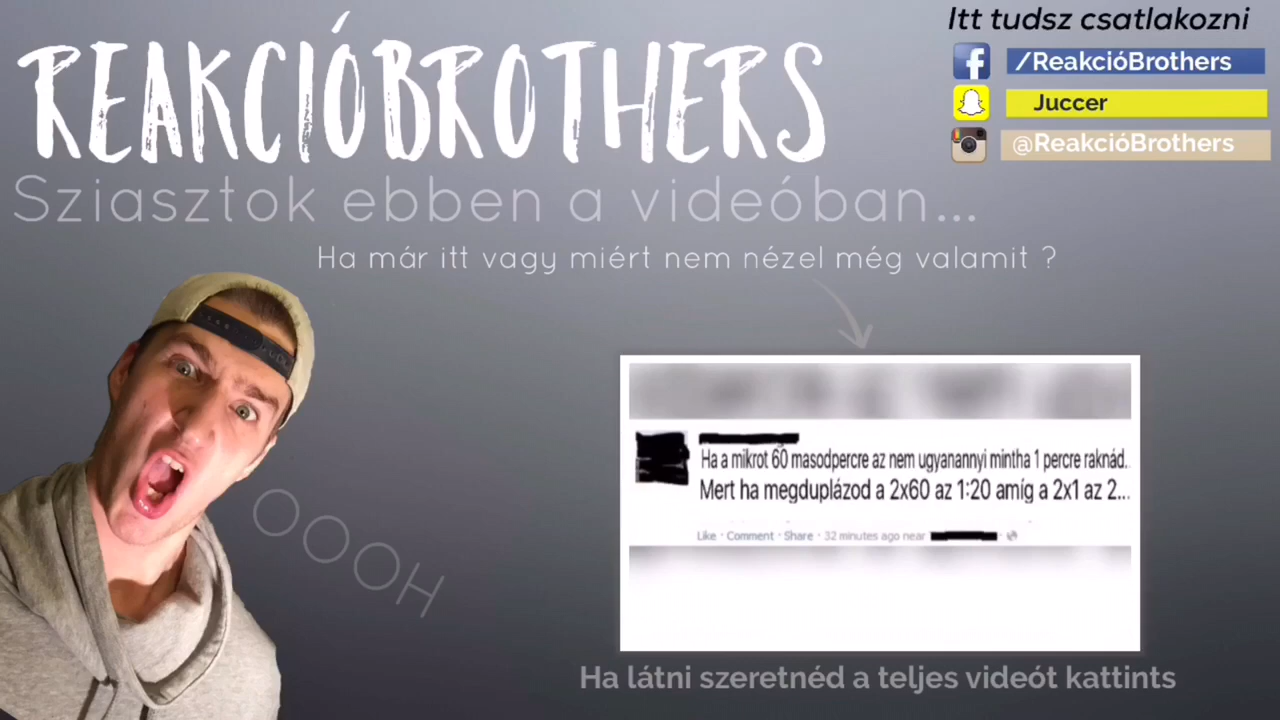 Itt tudsz csatlakozni
REAKCIÓBROTHERS
/ReakcióBrothers
Juccer
@ReakcióBrothers
Sziasztok ebben a videóban...
Ha már itt vagy miért nem nézel még valamit ?
Ha a mikrot 60 masodpercre az nem ugyanannyi mintha 1 percre raknád.
Mert ha megduplázod a 2x60 az 1:20 amíg a 2x1 az 2...
Like · Comment · Share · 32 minutes ago near
OOOH
Ha látni szeretnéd a teljes videót kattints